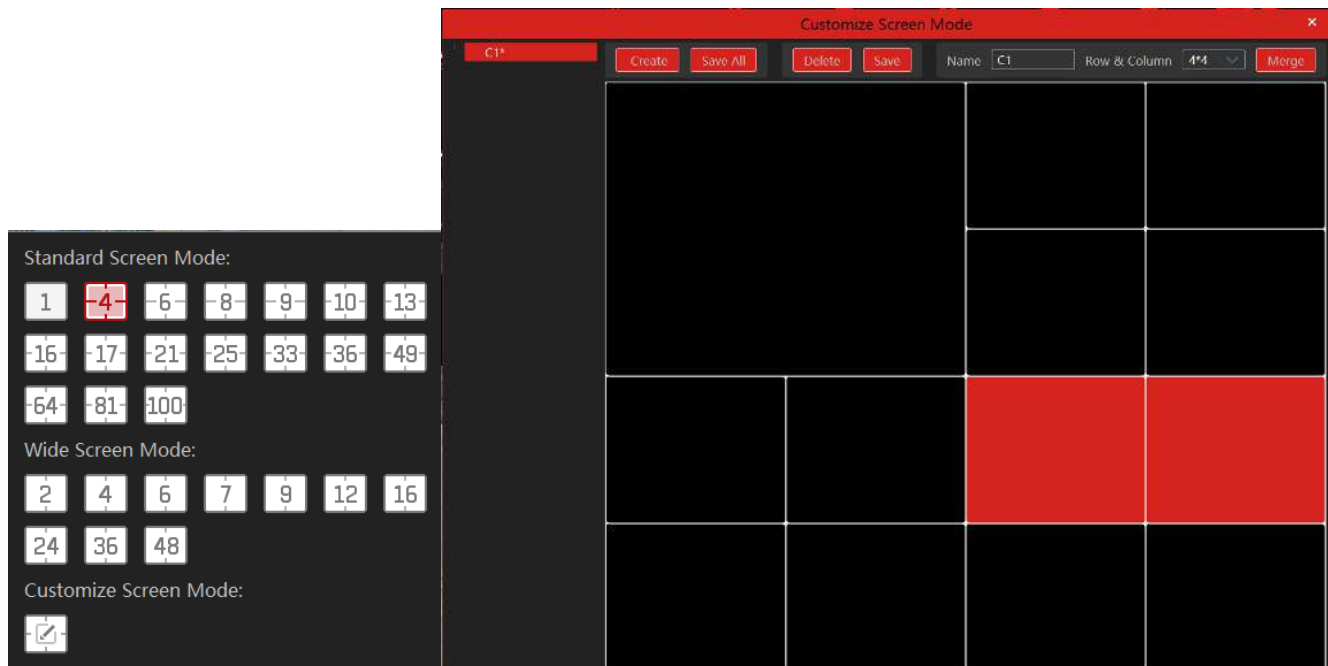 Customize Screen Mode ×
C1*
Create Save All Delete Save Name C1 Row & Column 4*4 Merge
Standard Screen Mode:
1 4 6 8 9 10 13
16 17 21 25 33 36 49
64 81 100
Wide Screen Mode:
2 4 6 7 9 12 16
24 36 48
Customize Screen Mode: